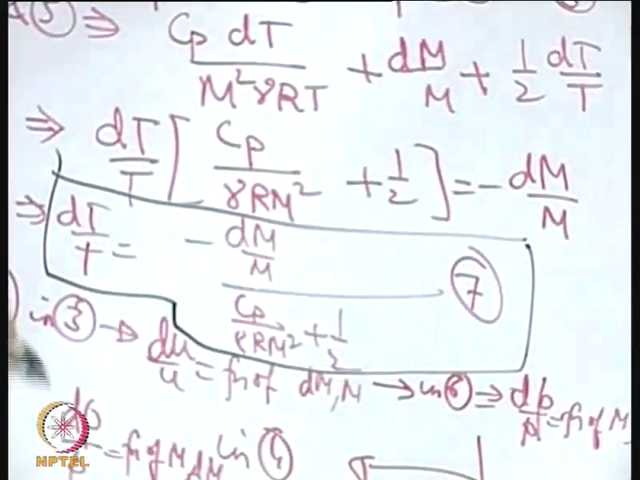 (5) ⇒ Cp dT / M²γRT + dM/M + 1/2 dT/T
⇒ dT/T [ Cp / γRM² + 1/2 ] = - dM/M
⇒ dT/T = - dM/M / (Cp / γRM² + 1/2) (7)
in (3) → du/u = fn of dM, M → in (6) ⇒ dp/p = fn of M,
= fn of M, dM in (4)
NPTEL